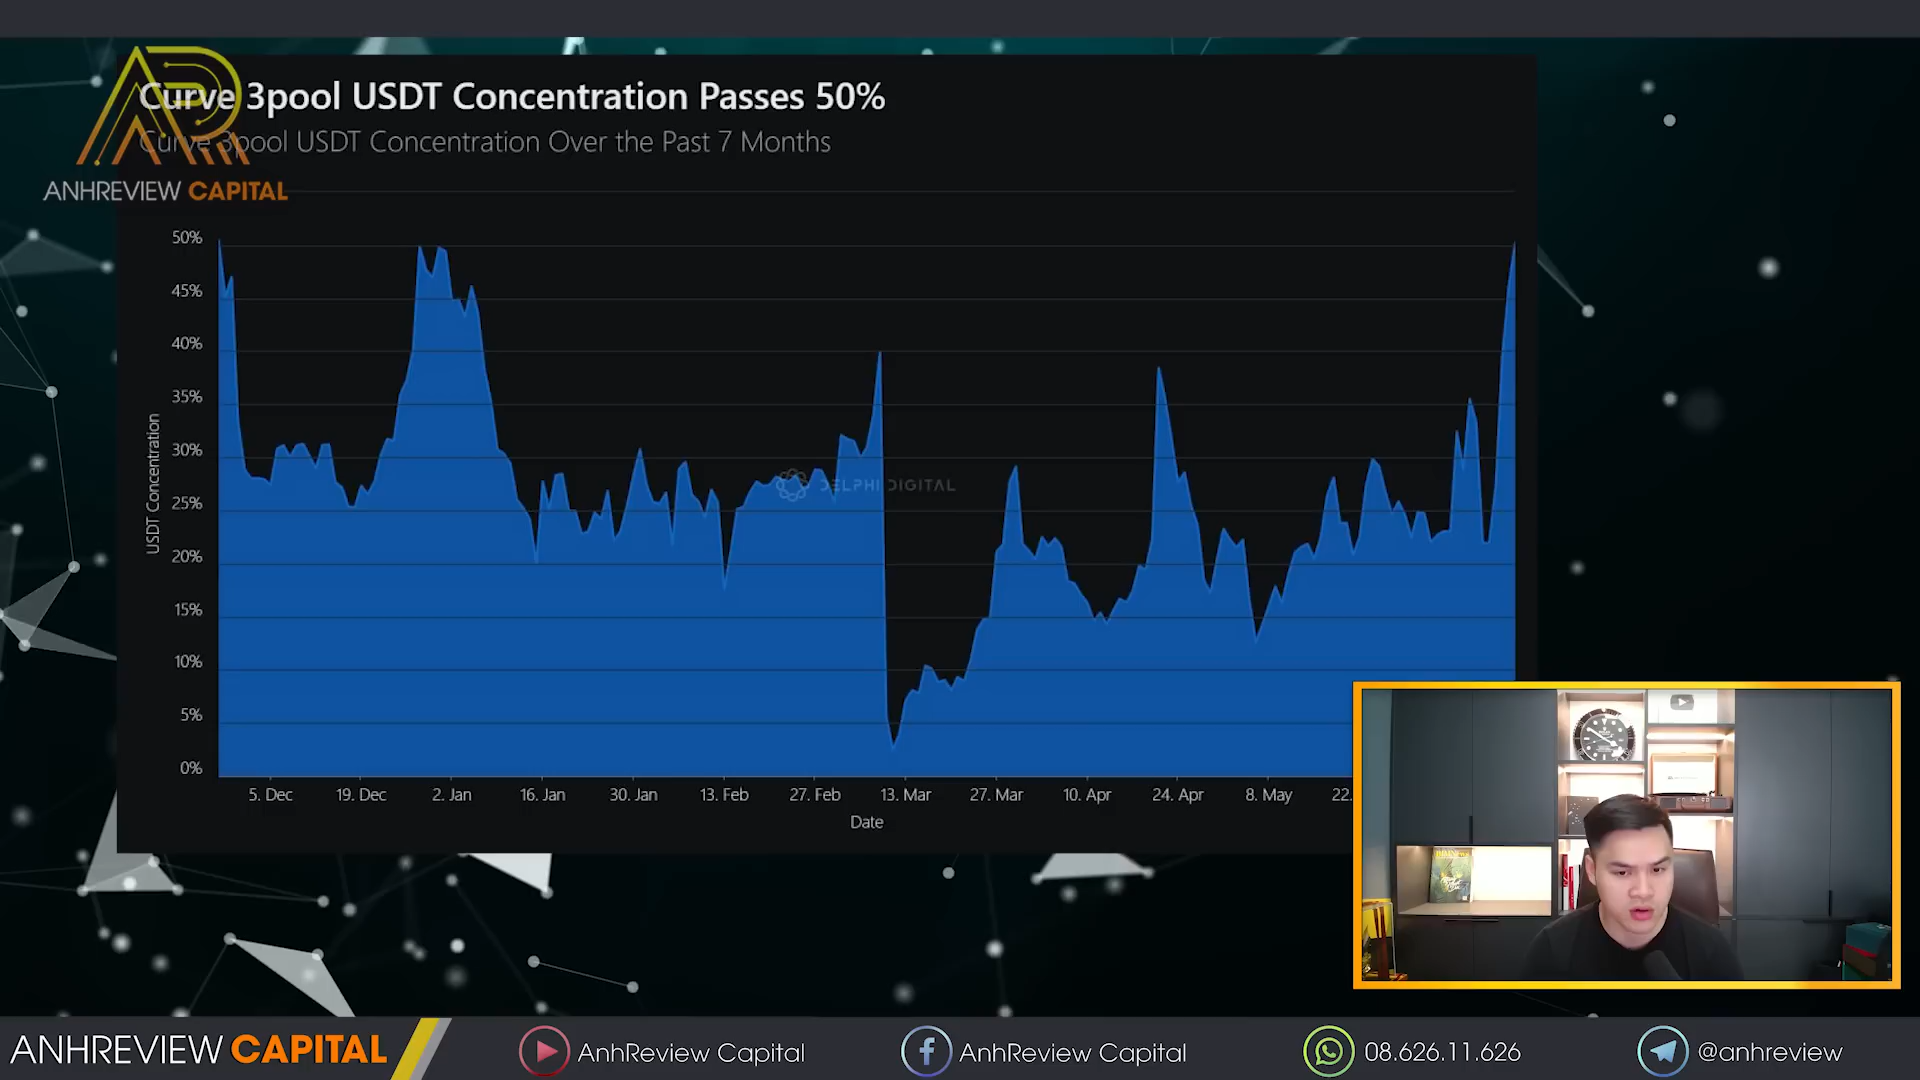 Curve 3pool USDT Concentration Passes 50%
Curve 3pool USDT Concentration Over the Past 7 Months
ANHREVIEW CAPITAL
50%
45%
40%
35%
30%
25%
20%
15%
10%
5%
0%
USDT Concentration
DELPHI DIGITAL
5. Dec
19. Dec
2. Jan
16. Jan
30. Jan
13. Feb
27. Feb
13. Mar
27. Mar
10. Apr
24. Apr
8. May
22.
Date
ANHREVIEW CAPITAL
AnhReview Capital
AnhReview Capital
08.626.11.626
@anhreview